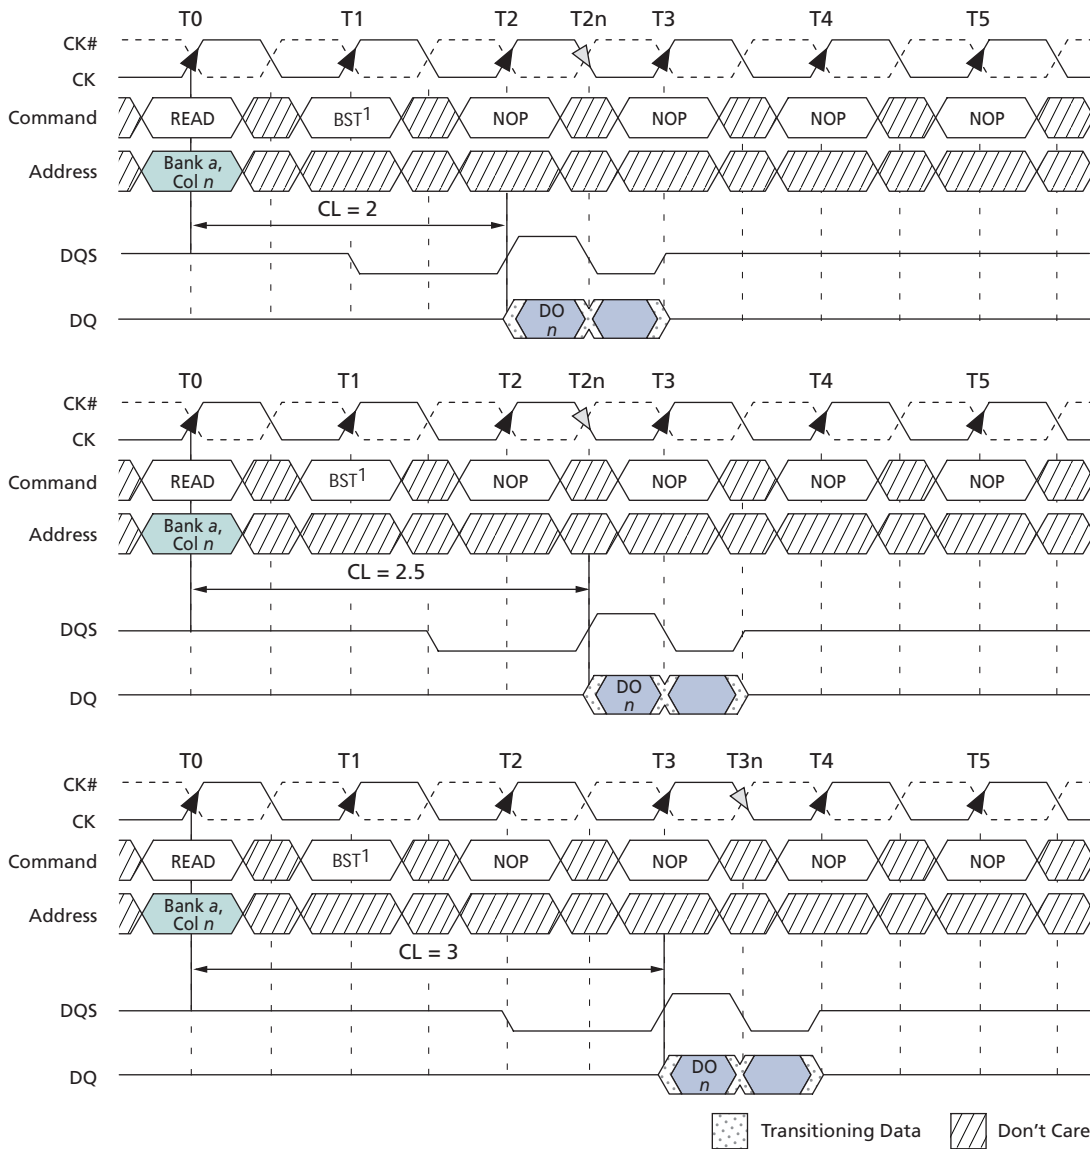 T0 T1 T2 T2n T3 T4 T5
CK#
CK
Command READ BST1 NOP NOP NOP NOP
Address Bank a,
Col n
CL = 2
DQS
DQ DO
n
T0 T1 T2 T2n T3 T4 T5
CK#
CK
Command READ BST1 NOP NOP NOP NOP
Address Bank a,
Col n
CL = 2.5
DQS
DQ DO
n
T0 T1 T2 T3 T3n T4 T5
CK#
CK
Command READ BST1 NOP NOP NOP NOP
Address Bank a,
Col n
CL = 3
DQS
DQ DO
n
Transitioning Data Don't Care